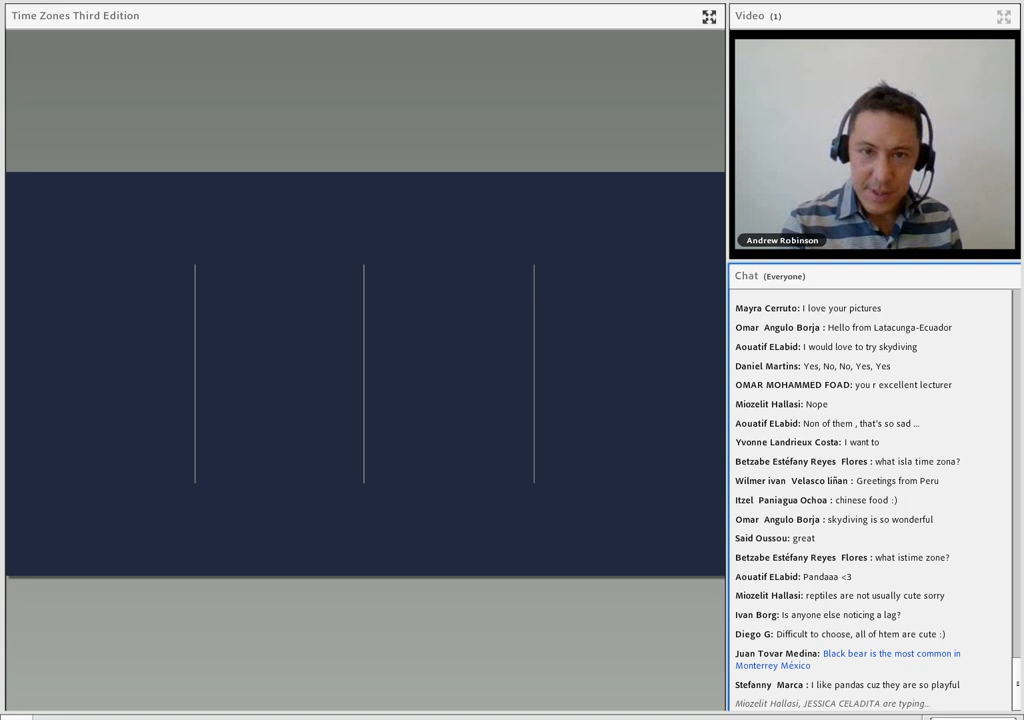 Time Zones Third Edition
Video (1)
Andrew Robinson
Chat (Everyone)
Mayra Cerruto: I love your pictures
Omar Angulo Borja : Hello from Latacunga-Ecuador
Aouatif ELabid: I would love to try skydiving
Daniel Martins: Yes, No, No, Yes, Yes
OMAR MOHAMMED FOAD: you r excellent lecturer
Miozelit Hallasi: Nope
Aouatif ELabid: Non of them , that's so sad ...
Yvonne Landrieux Costa: I want to
Betzabe Estéfany Reyes Flores : what isla time zona?
Wilmer ivan Velasco liñan : Greetings from Peru
Itzel Paniagua Ochoa : chinese food :)
Omar Angulo Borja : skydiving is so wonderful
Said Oussou: great
Betzabe Estéfany Reyes Flores : what istime zone?
Aouatif ELabid: Pandaaa <3
Miozelit Hallasi: reptiles are not usually cute sorry
Ivan Borg: Is anyone else noticing a lag?
Diego G: Difficult to choose, all of htem are cute :)
Juan Tovar Medina: Black bear is the most common in
Monterrey México
Stefanny Marca : I like pandas cuz they are so playful
Miozelit Hallasi, JESSICA CELADITA are typing...